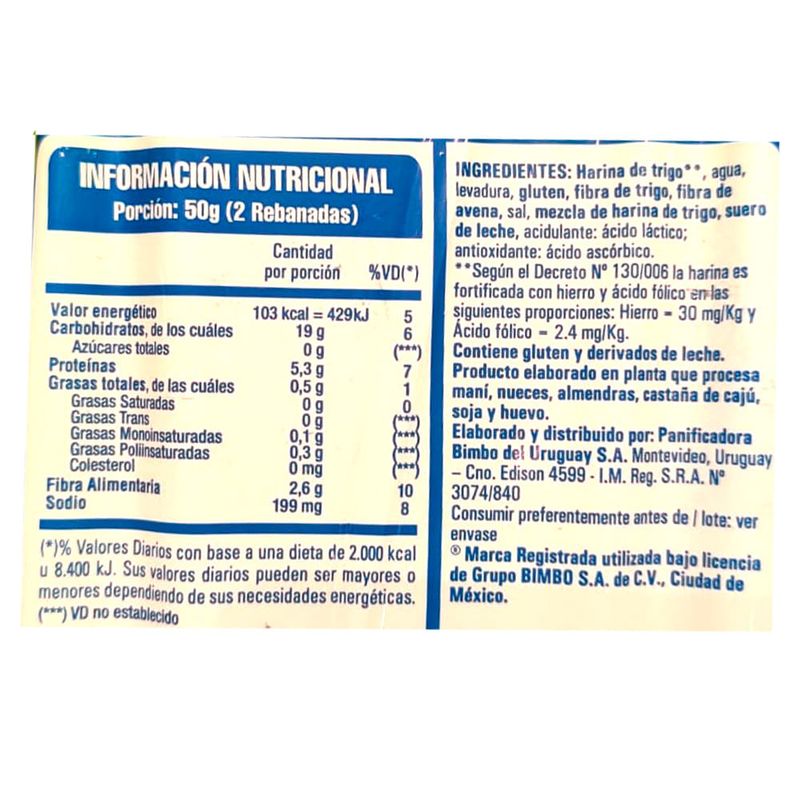 INFORMACIÓN NUTRICIONAL
Porción: 50g (2 Rebanadas)
Cantidad
por porción %VD(*)
Valor energético 103 kcal = 429kJ 5
Carbohidratos, de los cuáles 19 g 6
Azúcares totales 0 g (***)
Proteínas 5,3 g 7
Grasas totales, de las cuáles 0,5 g 1
Grasas Saturadas 0 g 0
Grasas Trans 0 g (***)
Grasas Monoinsaturadas 0,1 g (***)
Grasas Poliinsaturadas 0,3 g (***)
Colesterol 0 mg (***)
Fibra Alimentaria 2,6 g 10
Sodio 199 mg 8
(*)% Valores Diarios con base a una dieta de 2.000 kcal
u 8.400 kJ. Sus valores diarios pueden ser mayores o
menores dependiendo de sus necesidades energéticas.
(***) VD no establecido
INGREDIENTES: Harina de trigo**, agua,
levadura, gluten, fibra de trigo, fibra de
avena, sal, mezcla de harina de trigo, suero
de leche, acidulante: ácido láctico;
antioxidante: ácido ascórbico.
**Según el Decreto Nº 130/006 la harina es
fortificada con hierro y ácido fólico en las
siguientes proporciones: Hierro = 30 mg/Kg y
Ácido fólico = 2.4 mg/Kg.
Contiene gluten y derivados de leche.
Producto elaborado en planta que procesa
maní, nueces, almendras, castaña de cajú,
soja y huevo.
Elaborado y distribuido por: Panificadora
Bimbo del Uruguay S.A. Montevideo, Uruguay
– Cno. Edison 4599 - I.M. Reg. S.R.A. Nº
3074/840
Consumir preferentemente antes de / lote: ver
envase
® Marca Registrada utilizada bajo licencia
de Grupo BIMBO S.A. de C.V., Ciudad de
México.